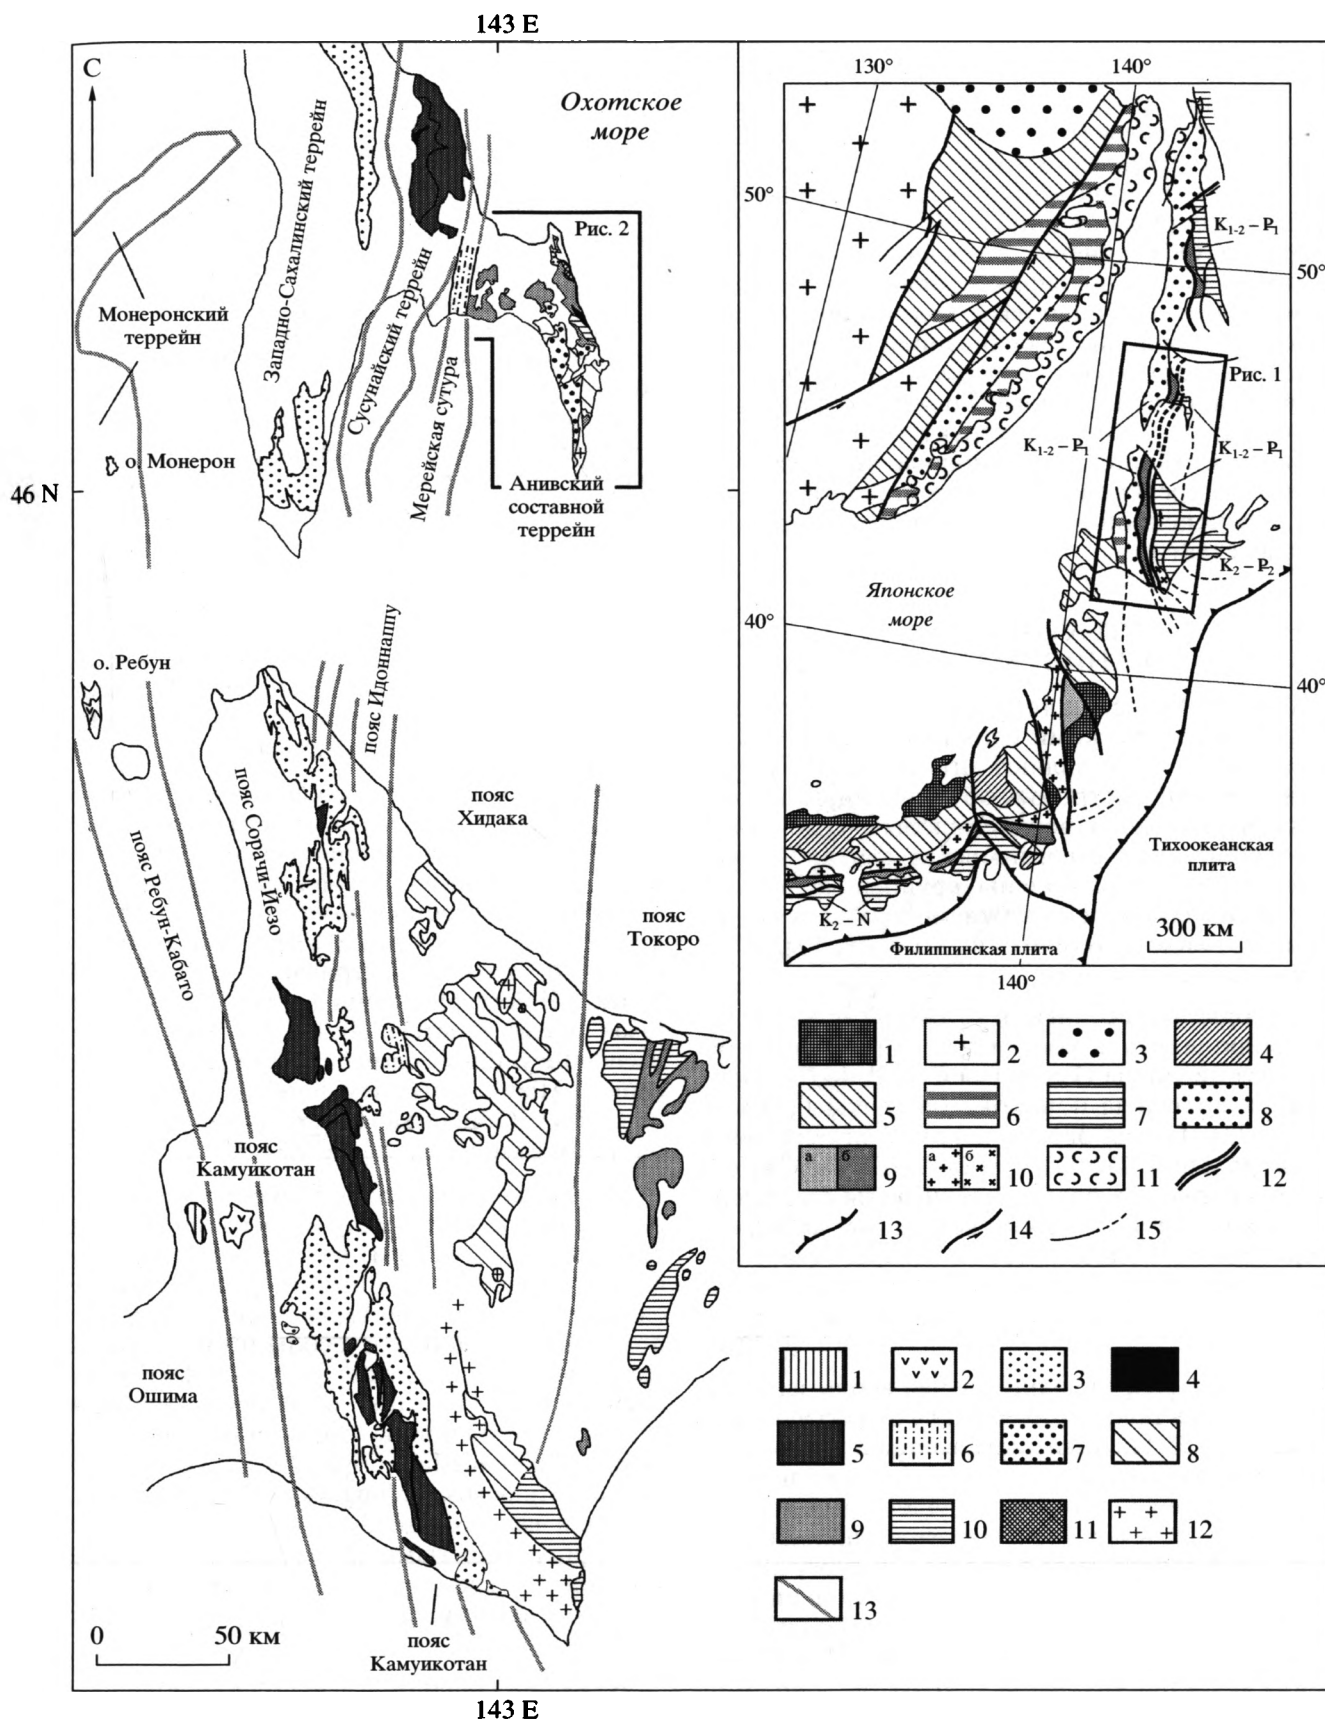 143 E
С
Охотское
море
Западно-Сахалинский террейн
Рис. 2
Монеронский
террейн
Сусунайский террейн
Мерейская сутура
о. Монерон
46 N
Анивский
составной
террейн
о. Ребун
пояс Идоннаппу
пояс
Хидака
пояс Сорачи-Йезо
пояс Ребун-Кабато
пояс
Токоро
пояс
Камуикотан
пояс
Ошима
0 50 км
пояс
Камуикотан
143 E
130° 140°
50°
K1-2 – P1
50°
Рис. 1
K1-2 – P1
K1-2 – P1
K2 – P2
Японское
море
40°
40°
Тихоокеанская
плита
K2 – N
300 км
Филиппинская плита
140°
1 2 3 4
5 6 7 8
а б 9 а б 10 11 12
13 14 15
1 2 3 4
5 6 7 8
9 10 11 12
13